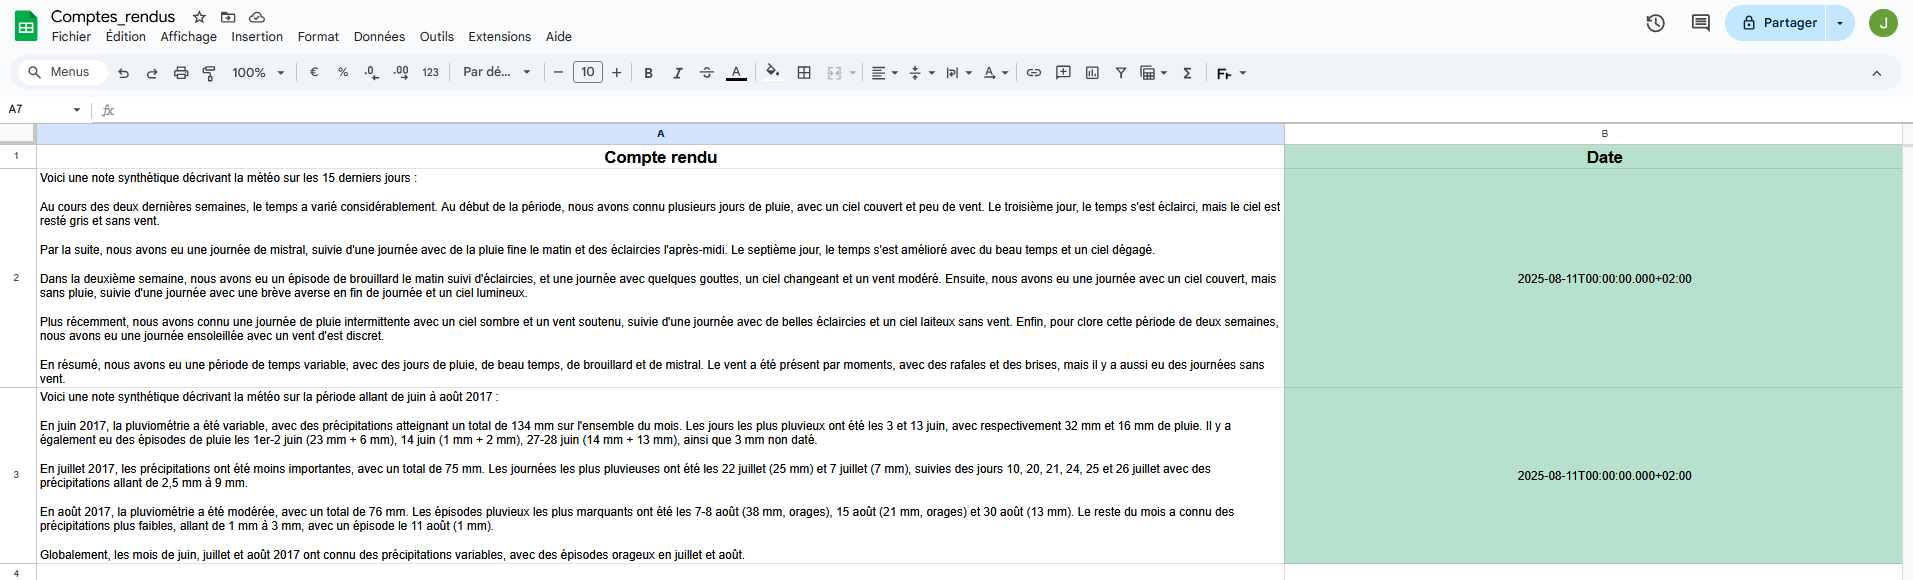 Comptes_rendus
Fichier Édition Affichage Insertion Format Données Outils Extensions Aide
Partager
J
Menus 100% € % .0 .00 123 Par dé... 10 B I A Fr
A7 fx
A B
1 Compte rendu Date
Voici une note synthétique décrivant la météo sur les 15 derniers jours :
Au cours des deux dernières semaines, le temps a varié considérablement. Au début de la période, nous avons connu plusieurs jours de pluie, avec un ciel couvert et peu de vent. Le troisième jour, le temps s'est éclairci, mais le ciel est
resté gris et sans vent.
Par la suite, nous avons eu une journée de mistral, suivie d'une journée avec de la pluie fine le matin et des éclaircies l'après-midi. Le septième jour, le temps s'est amélioré avec du beau temps et un ciel dégagé.
2
Dans la deuxième semaine, nous avons eu un épisode de brouillard le matin suivi d'éclaircies, et une journée avec quelques gouttes, un ciel changeant et un vent modéré. Ensuite, nous avons eu une journée avec un ciel couvert, mais
sans pluie, suivie d'une journée avec une brève averse en fin de journée et un ciel lumineux.
Plus récemment, nous avons connu une journée de pluie intermittente avec un ciel sombre et un vent soutenu, suivie d'une journée avec de belles éclaircies et un ciel laiteux sans vent. Enfin, pour clore cette période de deux semaines,
nous avons eu une journée ensoleillée avec un vent d'est discret.
En résumé, nous avons eu une période de temps variable, avec des jours de pluie, de beau temps, de brouillard et de mistral. Le vent a été présent par moments, avec des rafales et des brises, mais il y a aussi eu des journées sans
vent.
2025-08-11T00:00:00.000+02:00
Voici une note synthétique décrivant la météo sur la période allant de juin à août 2017 :
En juin 2017, la pluviométrie a été variable, avec des précipitations atteignant un total de 134 mm sur l'ensemble du mois. Les jours les plus pluvieux ont été les 3 et 13 juin, avec respectivement 32 mm et 16 mm de pluie. Il y a
également eu des épisodes de pluie les 1er-2 juin (23 mm + 6 mm), 14 juin (1 mm + 2 mm), 27-28 juin (14 mm + 13 mm), ainsi que 3 mm non daté.
3
En juillet 2017, les précipitations ont été moins importantes, avec un total de 75 mm. Les journées les plus pluvieuses ont été les 22 juillet (25 mm) et 7 juillet (7 mm), suivies des jours 10, 20, 21, 24, 25 et 26 juillet avec des
précipitations allant de 2,5 mm à 9 mm.
En août 2017, la pluviométrie a été modérée, avec un total de 76 mm. Les épisodes pluvieux les plus marquants ont été les 7-8 août (38 mm, orages), 15 août (21 mm, orages) et 30 août (13 mm). Le reste du mois a connu des
précipitations plus faibles, allant de 1 mm à 3 mm, avec un épisode le 11 août (1 mm).
Globalement, les mois de juin, juillet et août 2017 ont connu des précipitations variables, avec des épisodes orageux en juillet et août.
2025-08-11T00:00:00.000+02:00
4